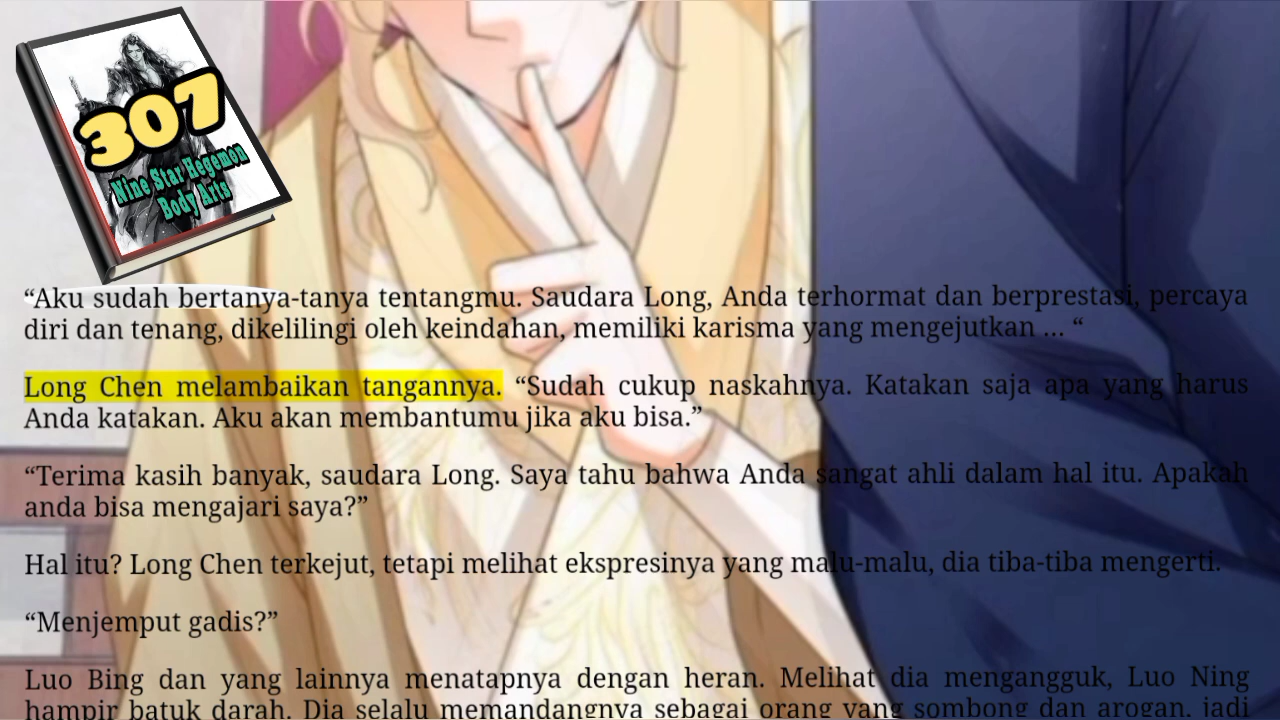 307
Nine Star Hegemon
Body Arts
“Aku sudah bertanya-tanya tentangmu. Saudara Long, Anda terhormat dan berprestasi, percaya
diri dan tenang, dikelilingi oleh keindahan, memiliki karisma yang mengejutkan ... “
Long Chen melambaikan tangannya. “Sudah cukup naskahnya. Katakan saja apa yang harus
Anda katakan. Aku akan membantumu jika aku bisa.”
“Terima kasih banyak, saudara Long. Saya tahu bahwa Anda sangat ahli dalam hal itu. Apakah
anda bisa mengajari saya?”
Hal itu? Long Chen terkejut, tetapi melihat ekspresinya yang malu-malu, dia tiba-tiba mengerti.
“Menjemput gadis?”
Luo Bing dan yang lainnya menatapnya dengan heran. Melihat dia mengangguk, Luo Ning
hampir batuk darah. Dia selalu memandangnya sebagai orang yang sombong dan arogan, jadi